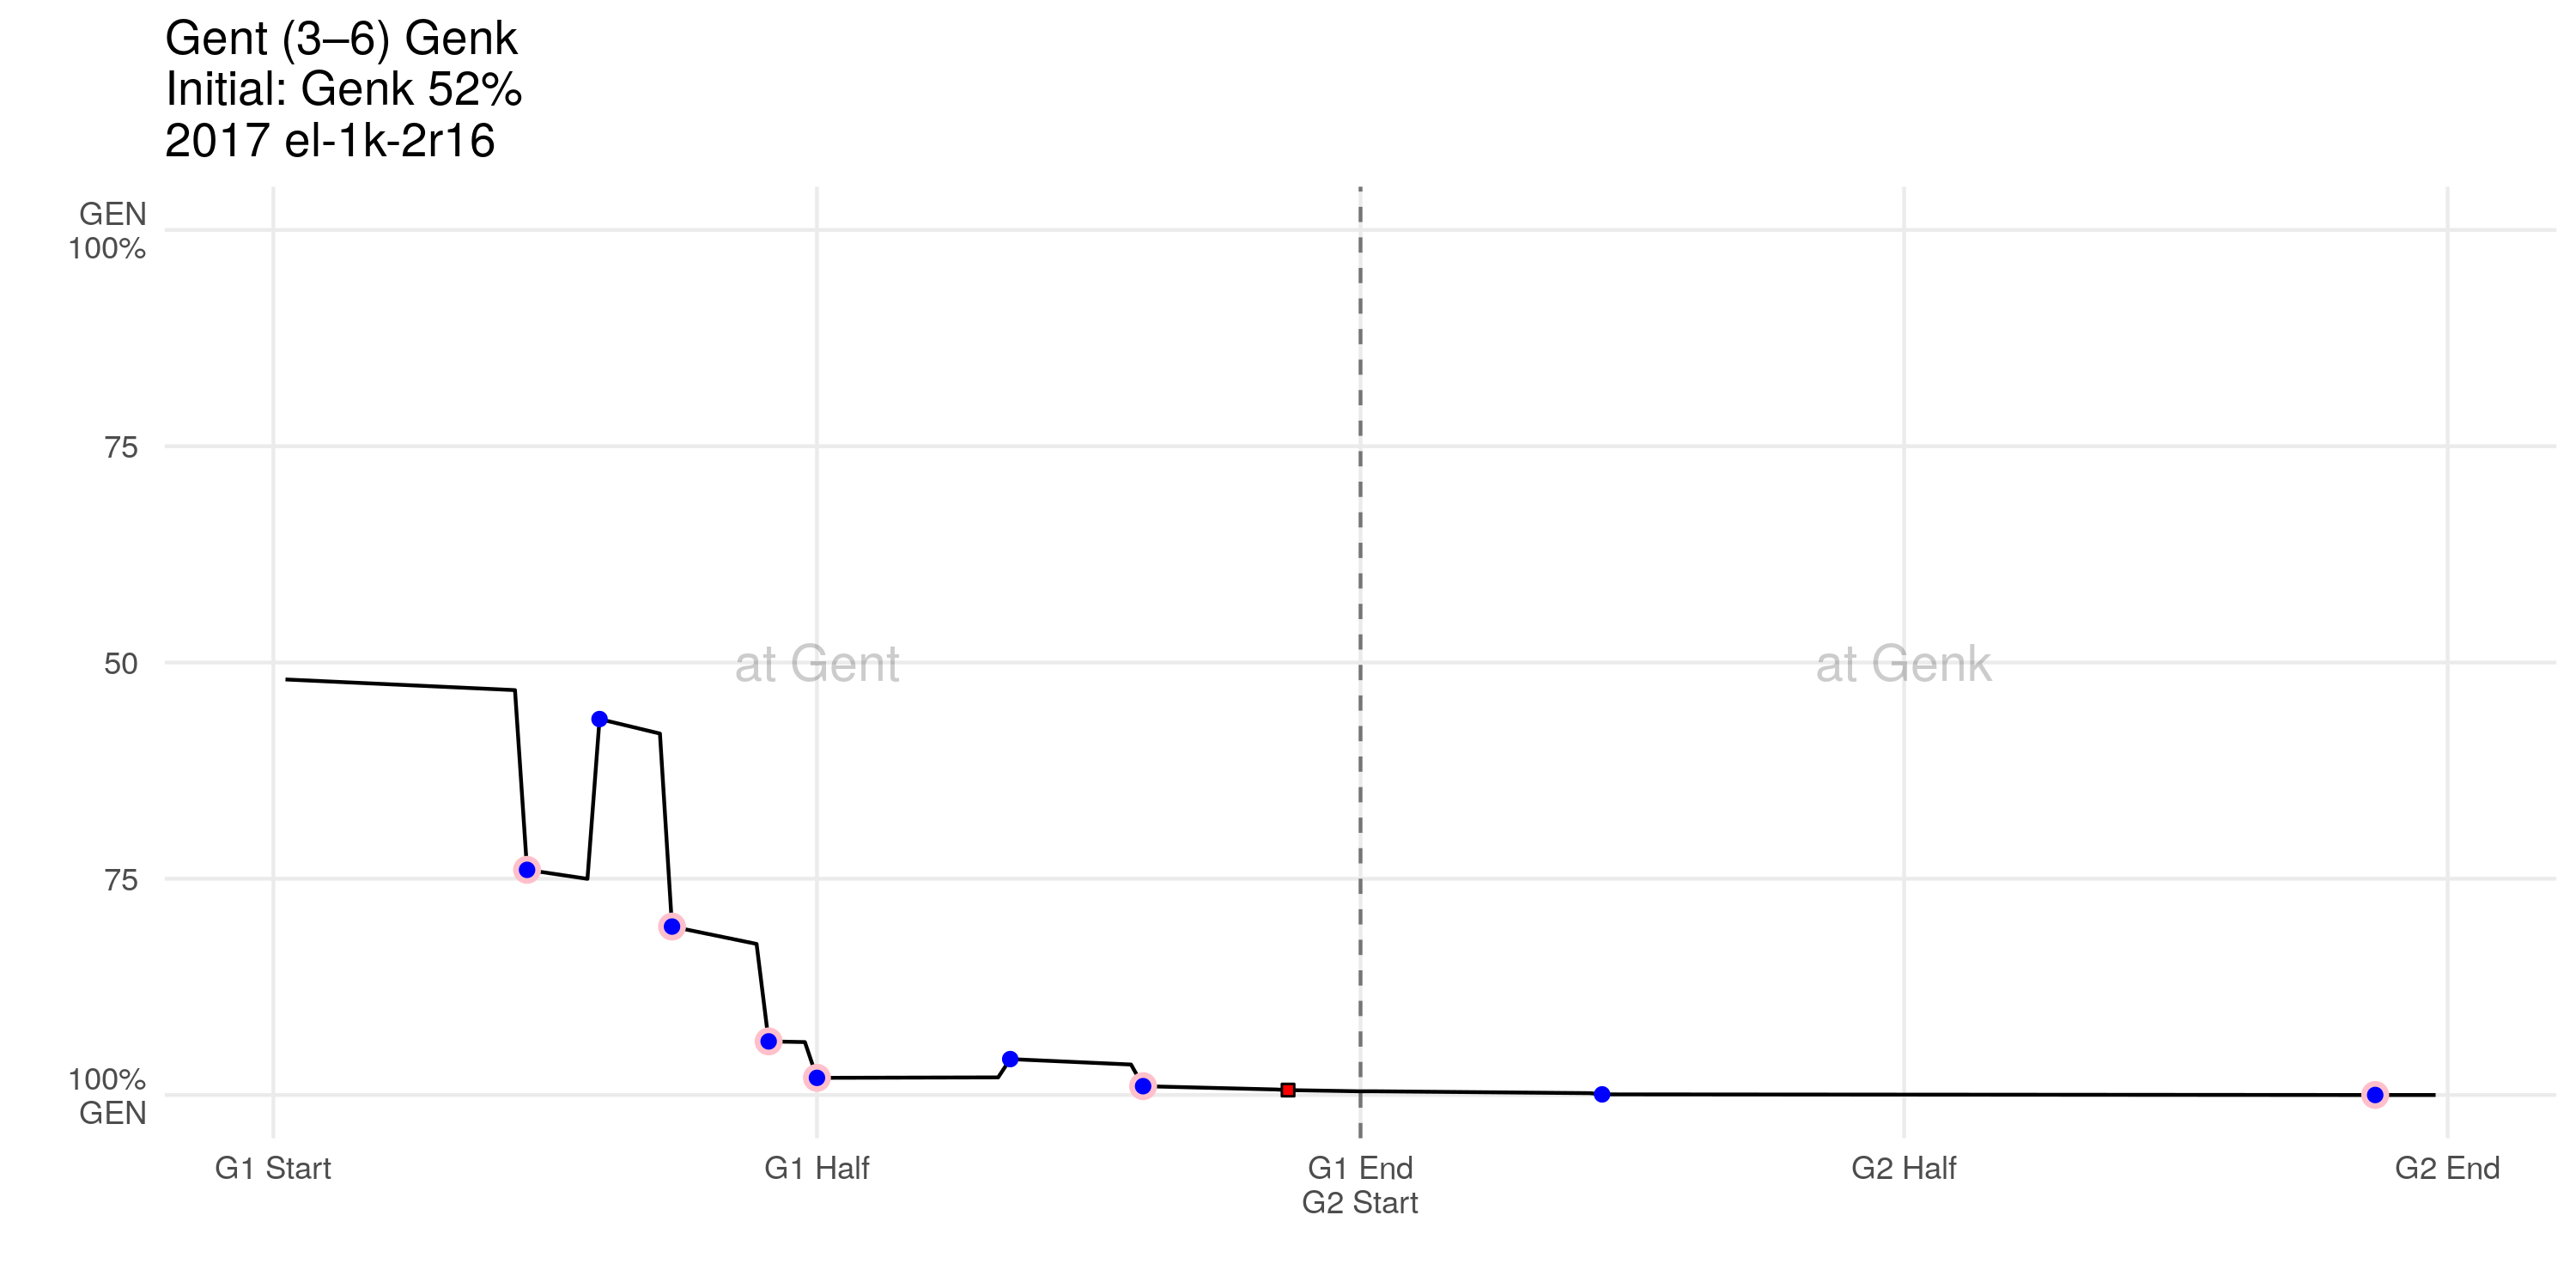 Gent (3–6) Genk
Initial: Genk 52%
2017 el-1k-2r16
GEN
100%
75
50
75
100%
GEN
at Gent
at Genk
G1 Start
G1 Half
G1 End
G2 Start
G2 Half
G2 End